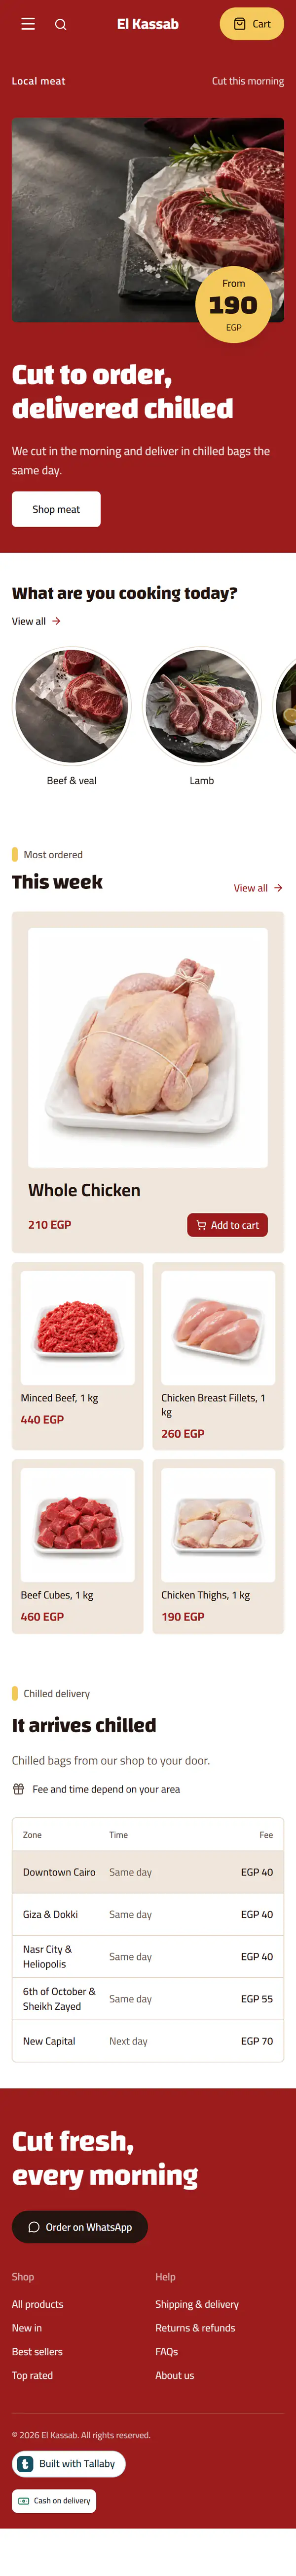 El Kassab
Cart
Local meat
Cut this morning
From
190
EGP
Cut to order,
delivered chilled
We cut in the morning and deliver in chilled bags the
same day.
Shop meat
What are you cooking today?
View all
Beef & veal
Lamb
Most ordered
This week
View all
Whole Chicken
210 EGP
Add to cart
Minced Beef, 1 kg
440 EGP
Chicken Breast Fillets, 1
kg
260 EGP
Beef Cubes, 1 kg
460 EGP
Chicken Thighs, 1 kg
190 EGP
Chilled delivery
It arrives chilled
Chilled bags from our shop to your door.
Fee and time depend on your area
Zone Time Fee
Downtown Cairo Same day EGP 40
Giza & Dokki Same day EGP 40
Nasr City &
Heliopolis Same day EGP 40
6th of October &
Sheikh Zayed Same day EGP 55
New Capital Next day EGP 70
Cut fresh,
every morning
Order on WhatsApp
Shop
All products
New in
Best sellers
Top rated
Help
Shipping & delivery
Returns & refunds
FAQs
About us
© 2026 El Kassab. All rights reserved.
t Built with Tallaby
Cash on delivery